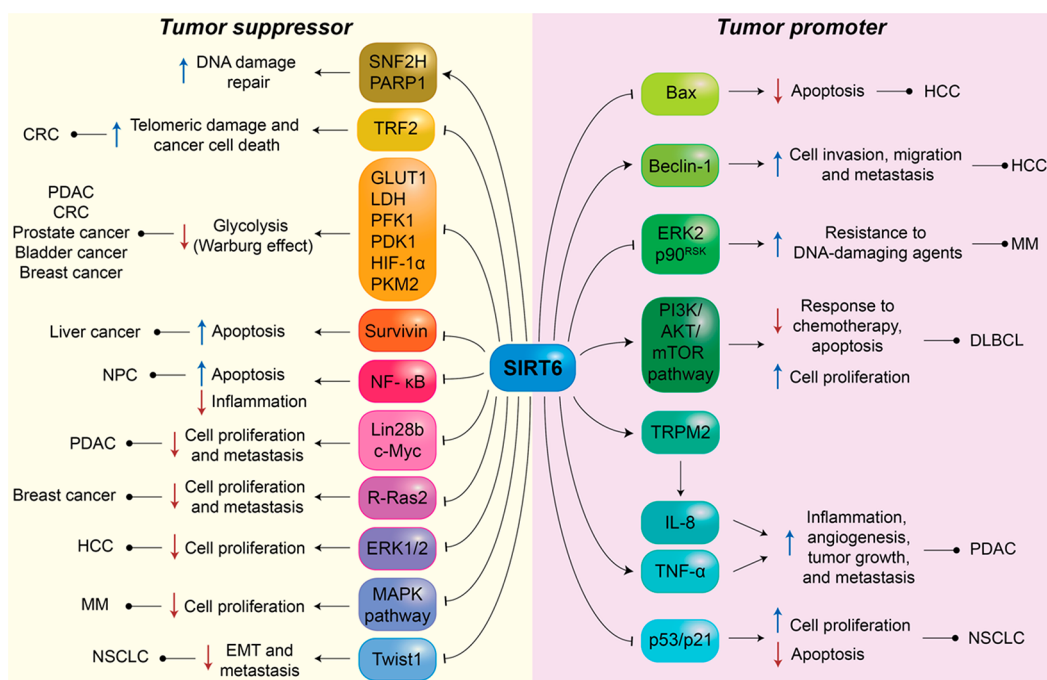 Tumor suppressor
DNA damage
repair
SNF2H
PARP1
CRC
Telomeric damage and
cancer cell death
TRF2
PDAC
CRC
Prostate cancer
Bladder cancer
Breast cancer
Glycolysis
(Warburg effect)
GLUT1
LDH
PFK1
PDK1
HIF-1α
PKM2
Liver cancer
Apoptosis
Survivin
NPC
Apoptosis
Inflammation
NF- κB
PDAC
Cell proliferation
and metastasis
Lin28b
c-Myc
Breast cancer
Cell proliferation
and metastasis
R-Ras2
HCC
Cell proliferation
ERK1/2
MM
Cell proliferation
MAPK
pathway
NSCLC
EMT and
metastasis
Twist1
SIRT6
Tumor promoter
Bax
Apoptosis
HCC
Beclin-1
Cell invasion, migration
and metastasis
HCC
ERK2
p90ᴿˢᴷ
Resistance to
DNA-damaging agents
MM
PI3K/
AKT/
mTOR
pathway
Response to
chemotherapy,
apoptosis
Cell proliferation
DLBCL
TRPM2
IL-8
TNF-α
Inflammation,
angiogenesis,
tumor growth,
and metastasis
PDAC
p53/p21
Cell proliferation
Apoptosis
NSCLC